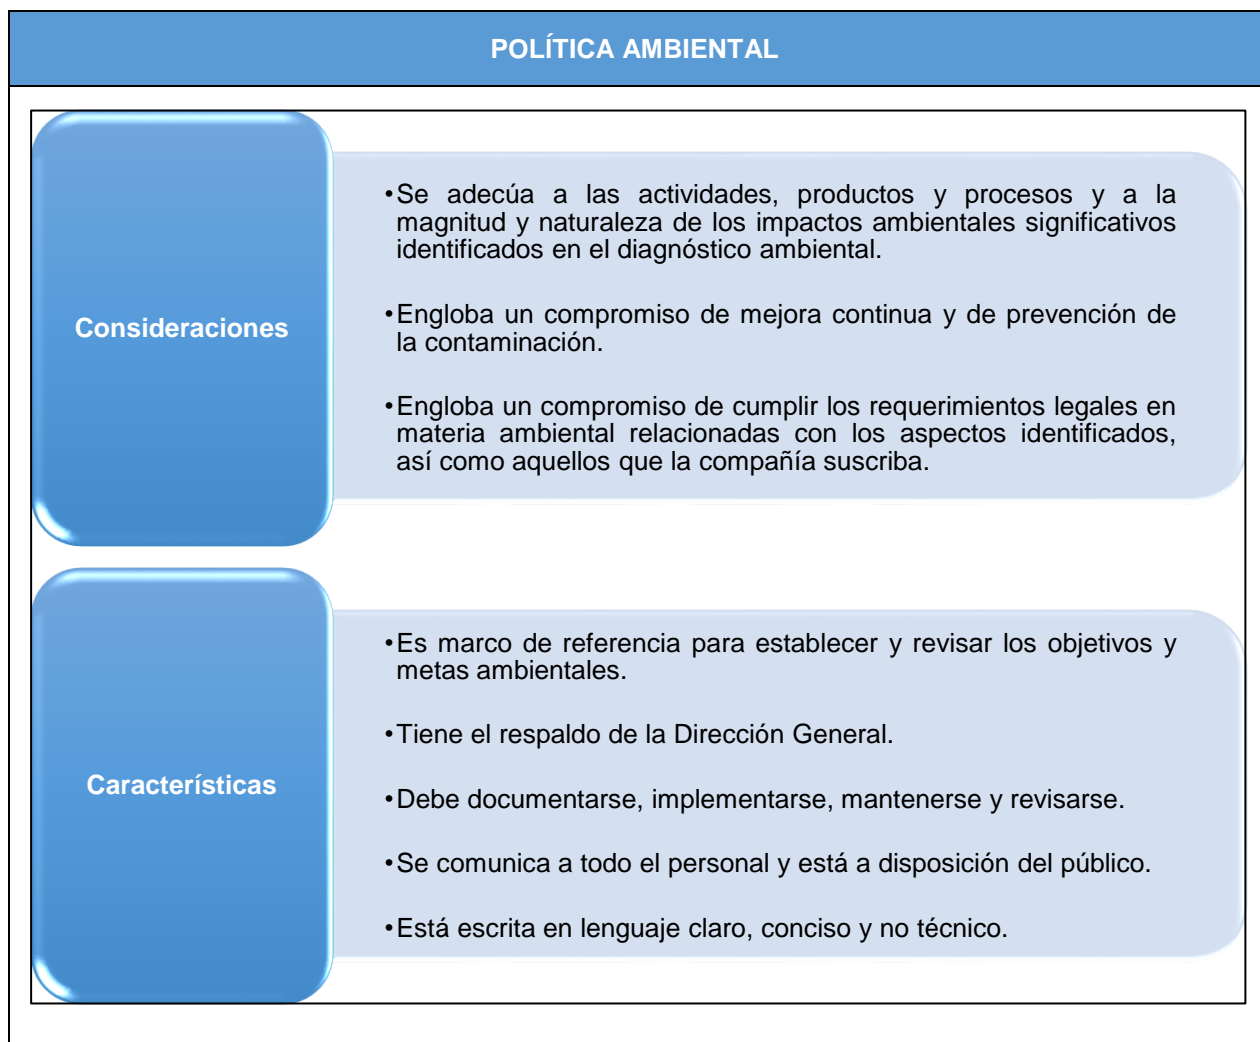 POLÍTICA AMBIENTAL
Consideraciones
•Se adecúa a las actividades, productos y procesos y a la
magnitud y naturaleza de los impactos ambientales significativos
identificados en el diagnóstico ambiental.
•Engloba un compromiso de mejora continua y de prevención de
la contaminación.
•Engloba un compromiso de cumplir los requerimientos legales en
materia ambiental relacionadas con los aspectos identificados,
así como aquellos que la compañía suscriba.
Característícas
•Es marco de referencia para establecer y revisar los objetivos y
metas ambientales.
•Tiene el respaldo de la Dirección General.
•Debe documentarse, implementarse, mantenerse y revisarse.
•Se comunica a todo el personal y está a disposición del público.
•Está escrita en lenguaje claro, conciso y no técnico.